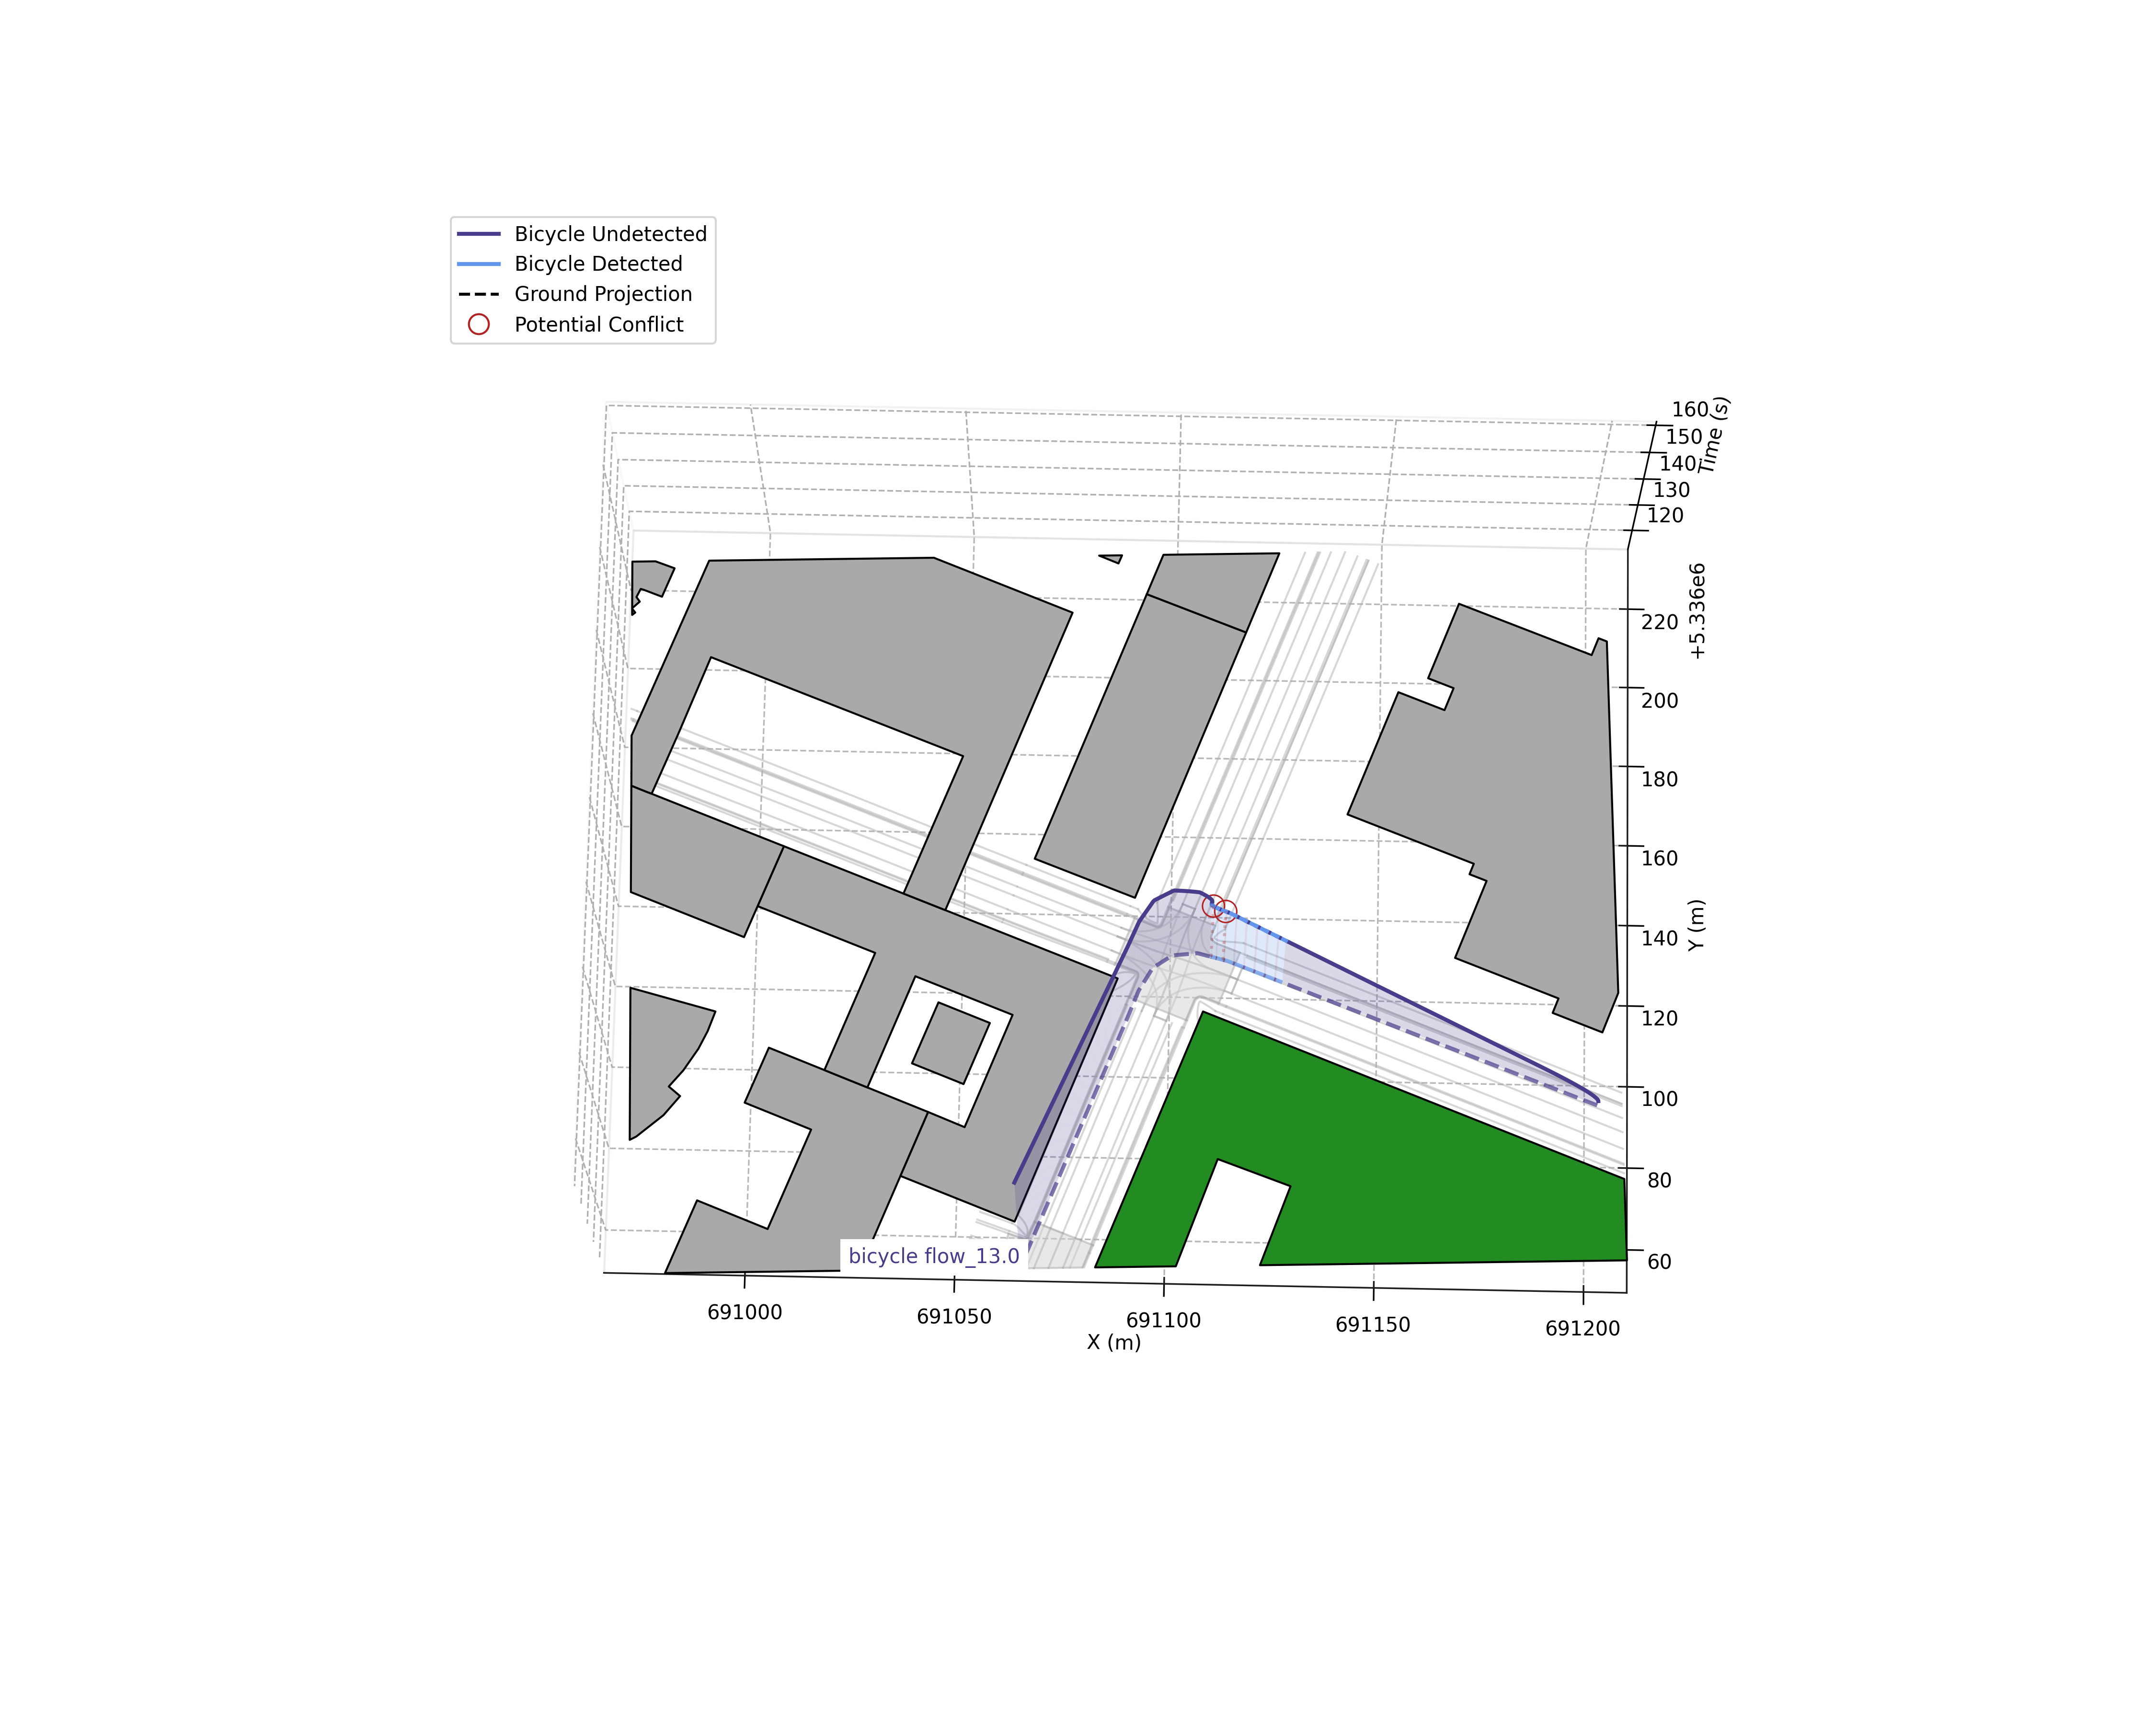 Bicycle Undetected
Bicycle Detected
Ground Projection
Potential Conflict
160
150
140
130
120
Time (s)
+5.336e6
220
200
180
160
140
120
100
80
60
Y (m)
bicycle flow_13.0
691000
691050
691100
691150
691200
X (m)